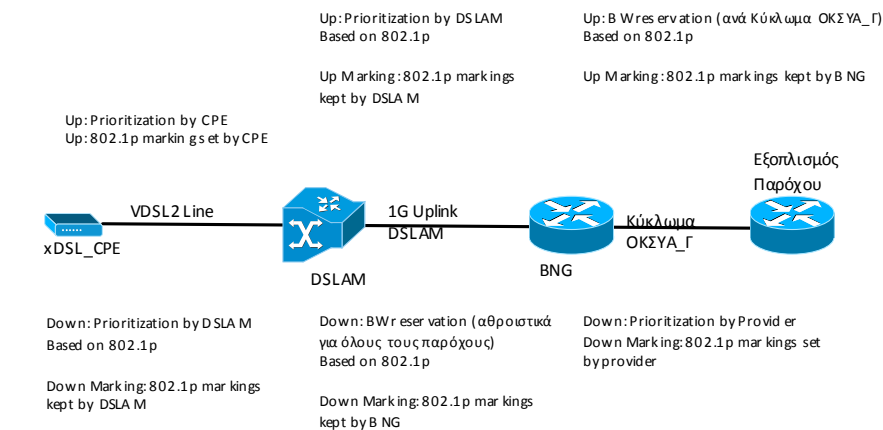 Up: Prioritization by DSLAM
Based on 802.1p
Up Marking: 802.1p markings
kept by DSLAM
Up: BWreservation (ανά Κύκλωμα ΟΚΣΥΑ_Γ)
Based on 802.1p
Up Marking: 802.1p markings kept by BNG
Up: Prioritization by CPE
Up: 802.1p markings set by CPE
Εξοπλισμός
Παρόχου
VDSL2 Line
1G Uplink
DSLAM
Κύκλωμα
ΟΚΣΥΑ_Γ
xDSL_CPE
DSLAM
BNG
Down: Prioritization by DSLAM
Based on 802.1p
Down Marking: 802.1p markings
kept by DSLAM
Down: BWreservation (αθροιστικά
για όλους τους παρόχους)
Based on 802.1p
Down Marking: 802.1p markings
kept by BNG
Down: Prioritization by Provider
Down Marking: 802.1p markings set
by provider